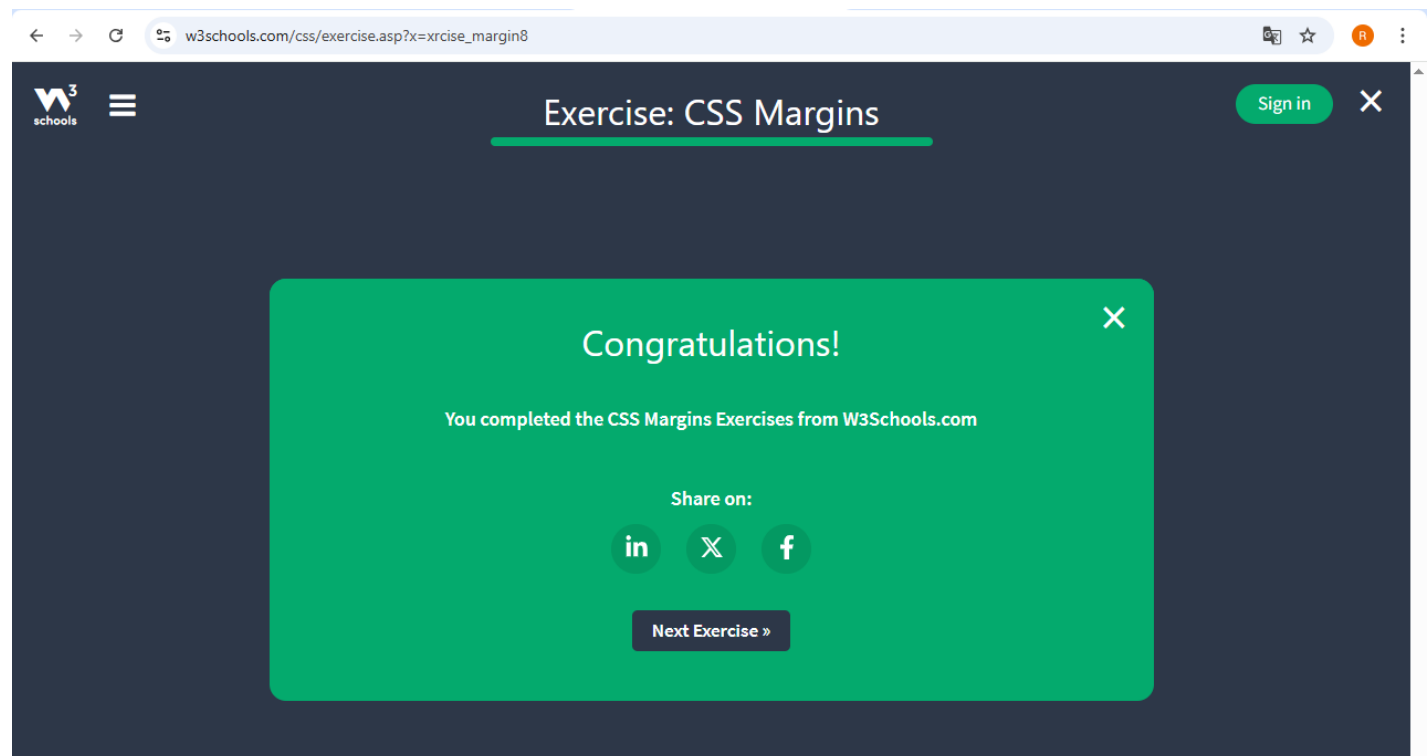 w3schools.com/css/exercise.asp?x=xrcise_margin8
R
W3
schools
Exercise: CSS Margins
Sign in
Congratulations!
You completed the CSS Margins Exercises from W3Schools.com
Share on:
in X f
Next Exercise »